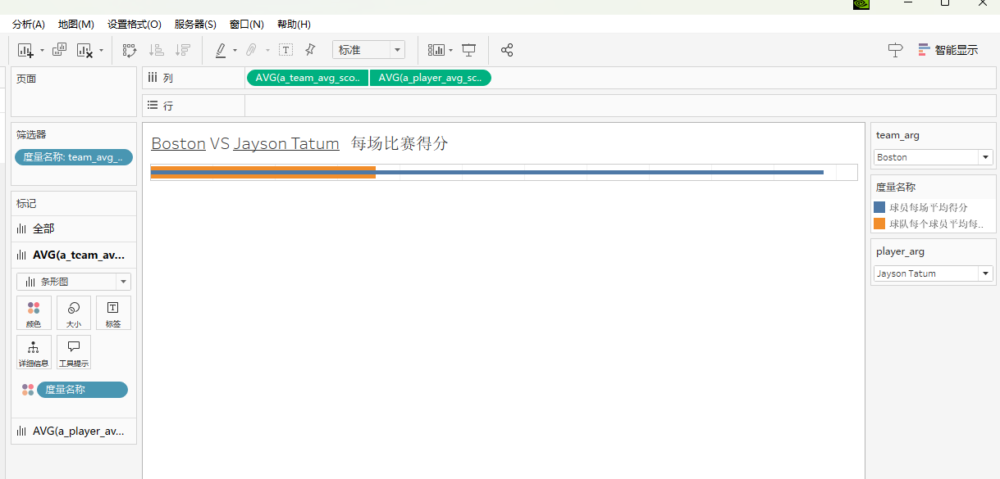 分析(A) 地图(M) 设置格式(O) 服务器(S) 窗口(N) 帮助(H)
标准
智能显示
页面
列
AVG(a_team_avg_sco.. AVG(a_player_avg_sc..
行
筛选器
度量名称: team_avg_..
标记
全部
AVG(a_team_av...
条形图
颜色 大小 标签
详细信息 工具提示
度量名称
AVG(a_player_av...
Boston VS Jayson Tatum 每场比赛得分
team_arg
Boston
度量名称
球员每场平均得分
球队每个球员平均每..
player_arg
Jayson Tatum